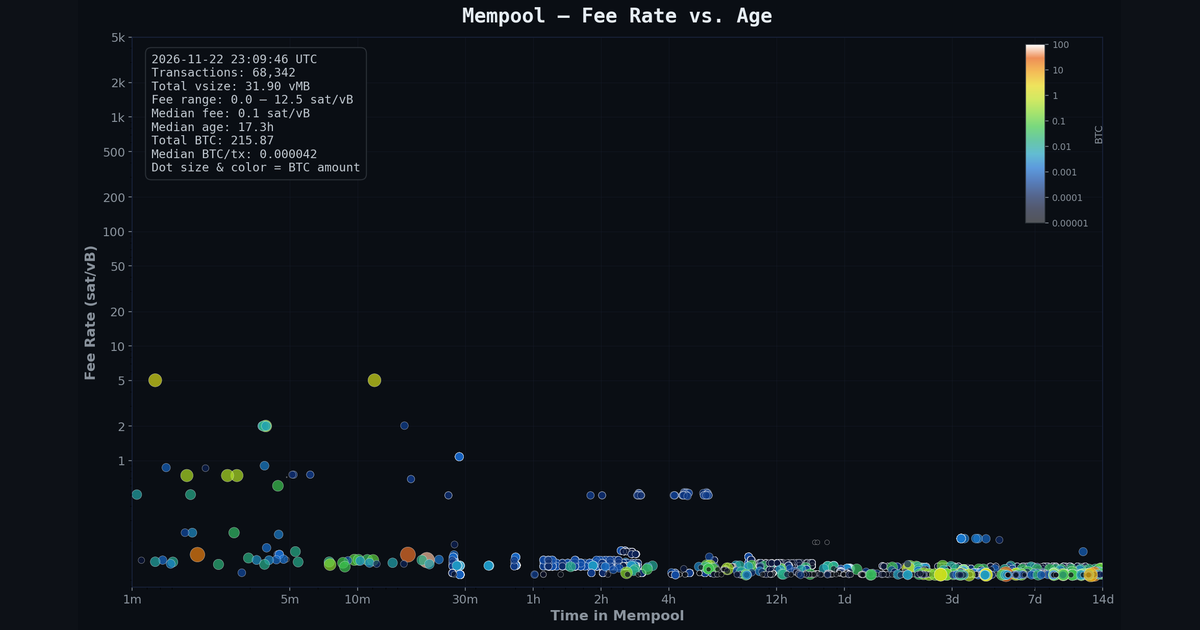 Mempool — Fee Rate vs. Age
2026-11-22 23:09:46 UTC
Transactions: 68,342
Total vsize: 31.90 vMB
Fee range: 0.0 — 12.5 sat/vB
Median fee: 0.1 sat/vB
Median age: 17.3h
Total BTC: 215.87
Median BTC/tx: 0.000042
Dot size & color = BTC amount
100
10
1
0.1
0.01
0.001
0.0001
0.00001
BTC
5k
2k
1k
500
200
100
50
20
10
5
2
1
Fee Rate (sat/vB)
1m 5m 10m 30m 1h 2h 4h 12h 1d 3d 7d 14d
Time in Mempool